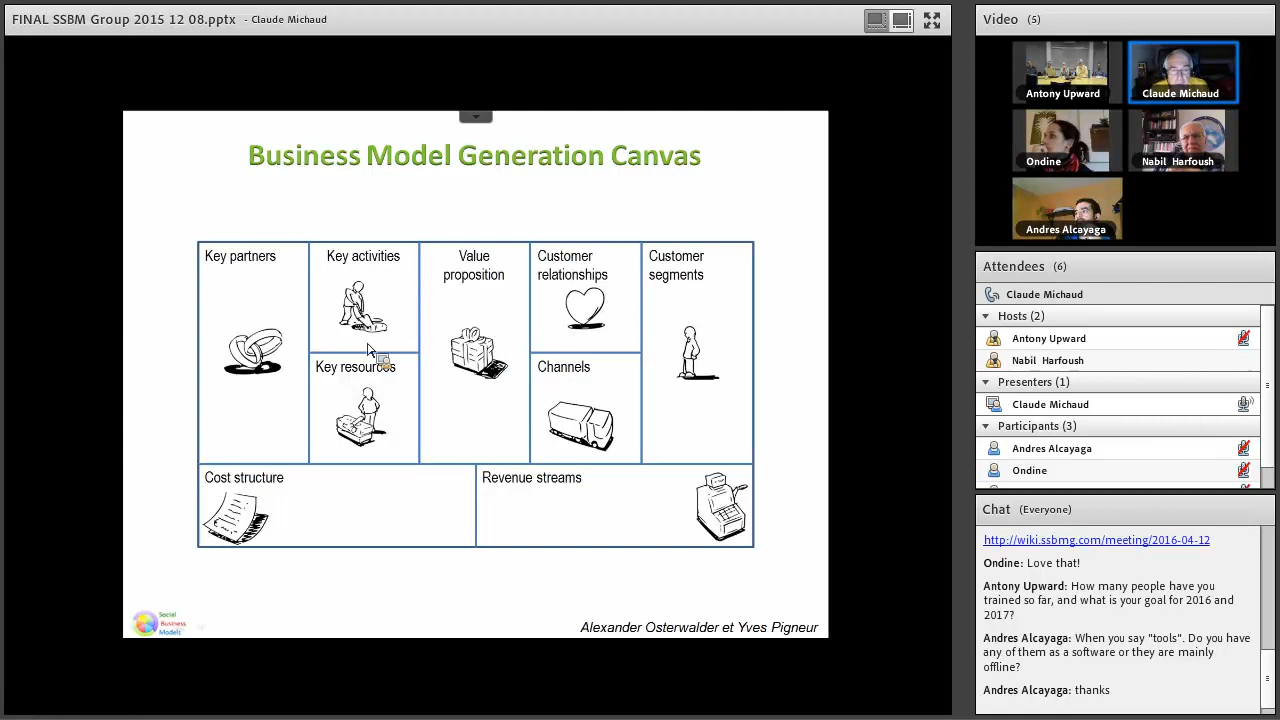 FINAL SSBM Group 2015 12 08.pptx - Claude Michaud
Business Model Generation Canvas
Key partners
Key activities
Value
proposition
Customer
relationships
Customer
segments
Key resources
Channels
Cost structure
Revenue streams
Social
Business
Models
Alexander Osterwalder et Yves Pigneur
Video (5)
Antony Upward
Claude Michaud
Ondine
Nabil Harfoush
Andres Alcayaga
Attendees (6)
Claude Michaud
Hosts (2)
Antony Upward
Nabil Harfoush
Presenters (1)
Claude Michaud
Participants (3)
Andres Alcayaga
Ondine
Chat (Everyone)
http://wiki.ssbmg.com/meeting/2016-04-12
Ondine: Love that!
Antony Upward: How many people have you
trained so far, and what is your goal for 2016 and
2017?
Andres Alcayaga: When you say "tools". Do you have
any of them as a software or they are mainly
offline?
Andres Alcayaga: thanks